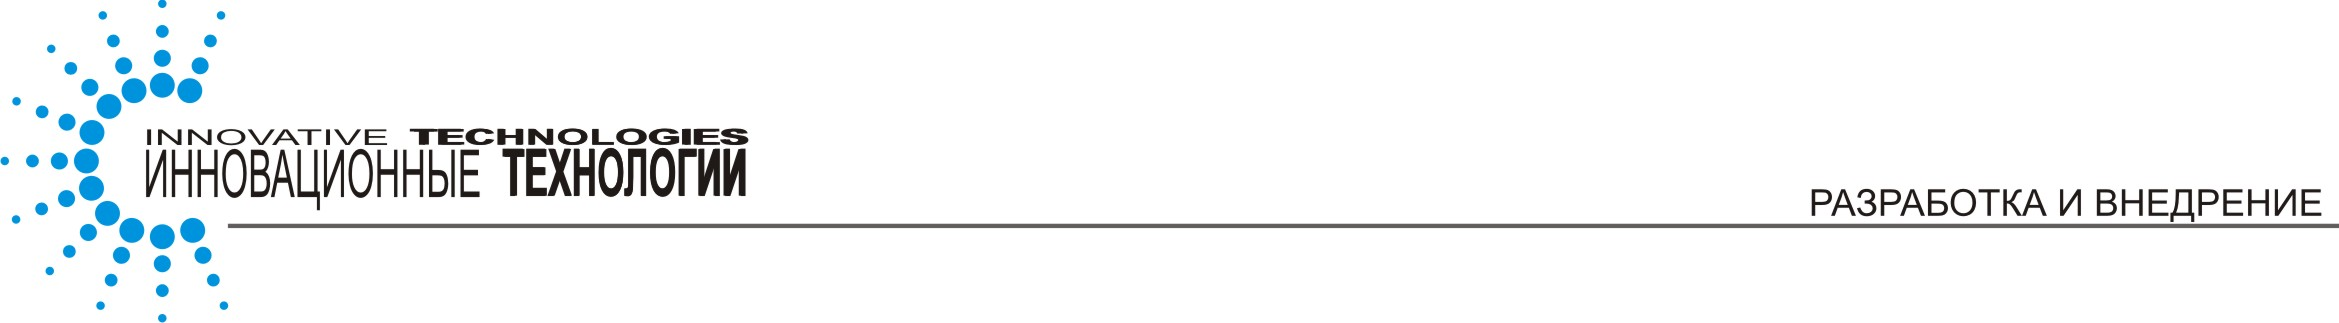 INNOVATIVE TECHNOLOGIES
ИННОВАЦИОННЫЕ ТЕХНОЛОГИИ
РАЗРАБОТКА И ВНЕДРЕНИЕ